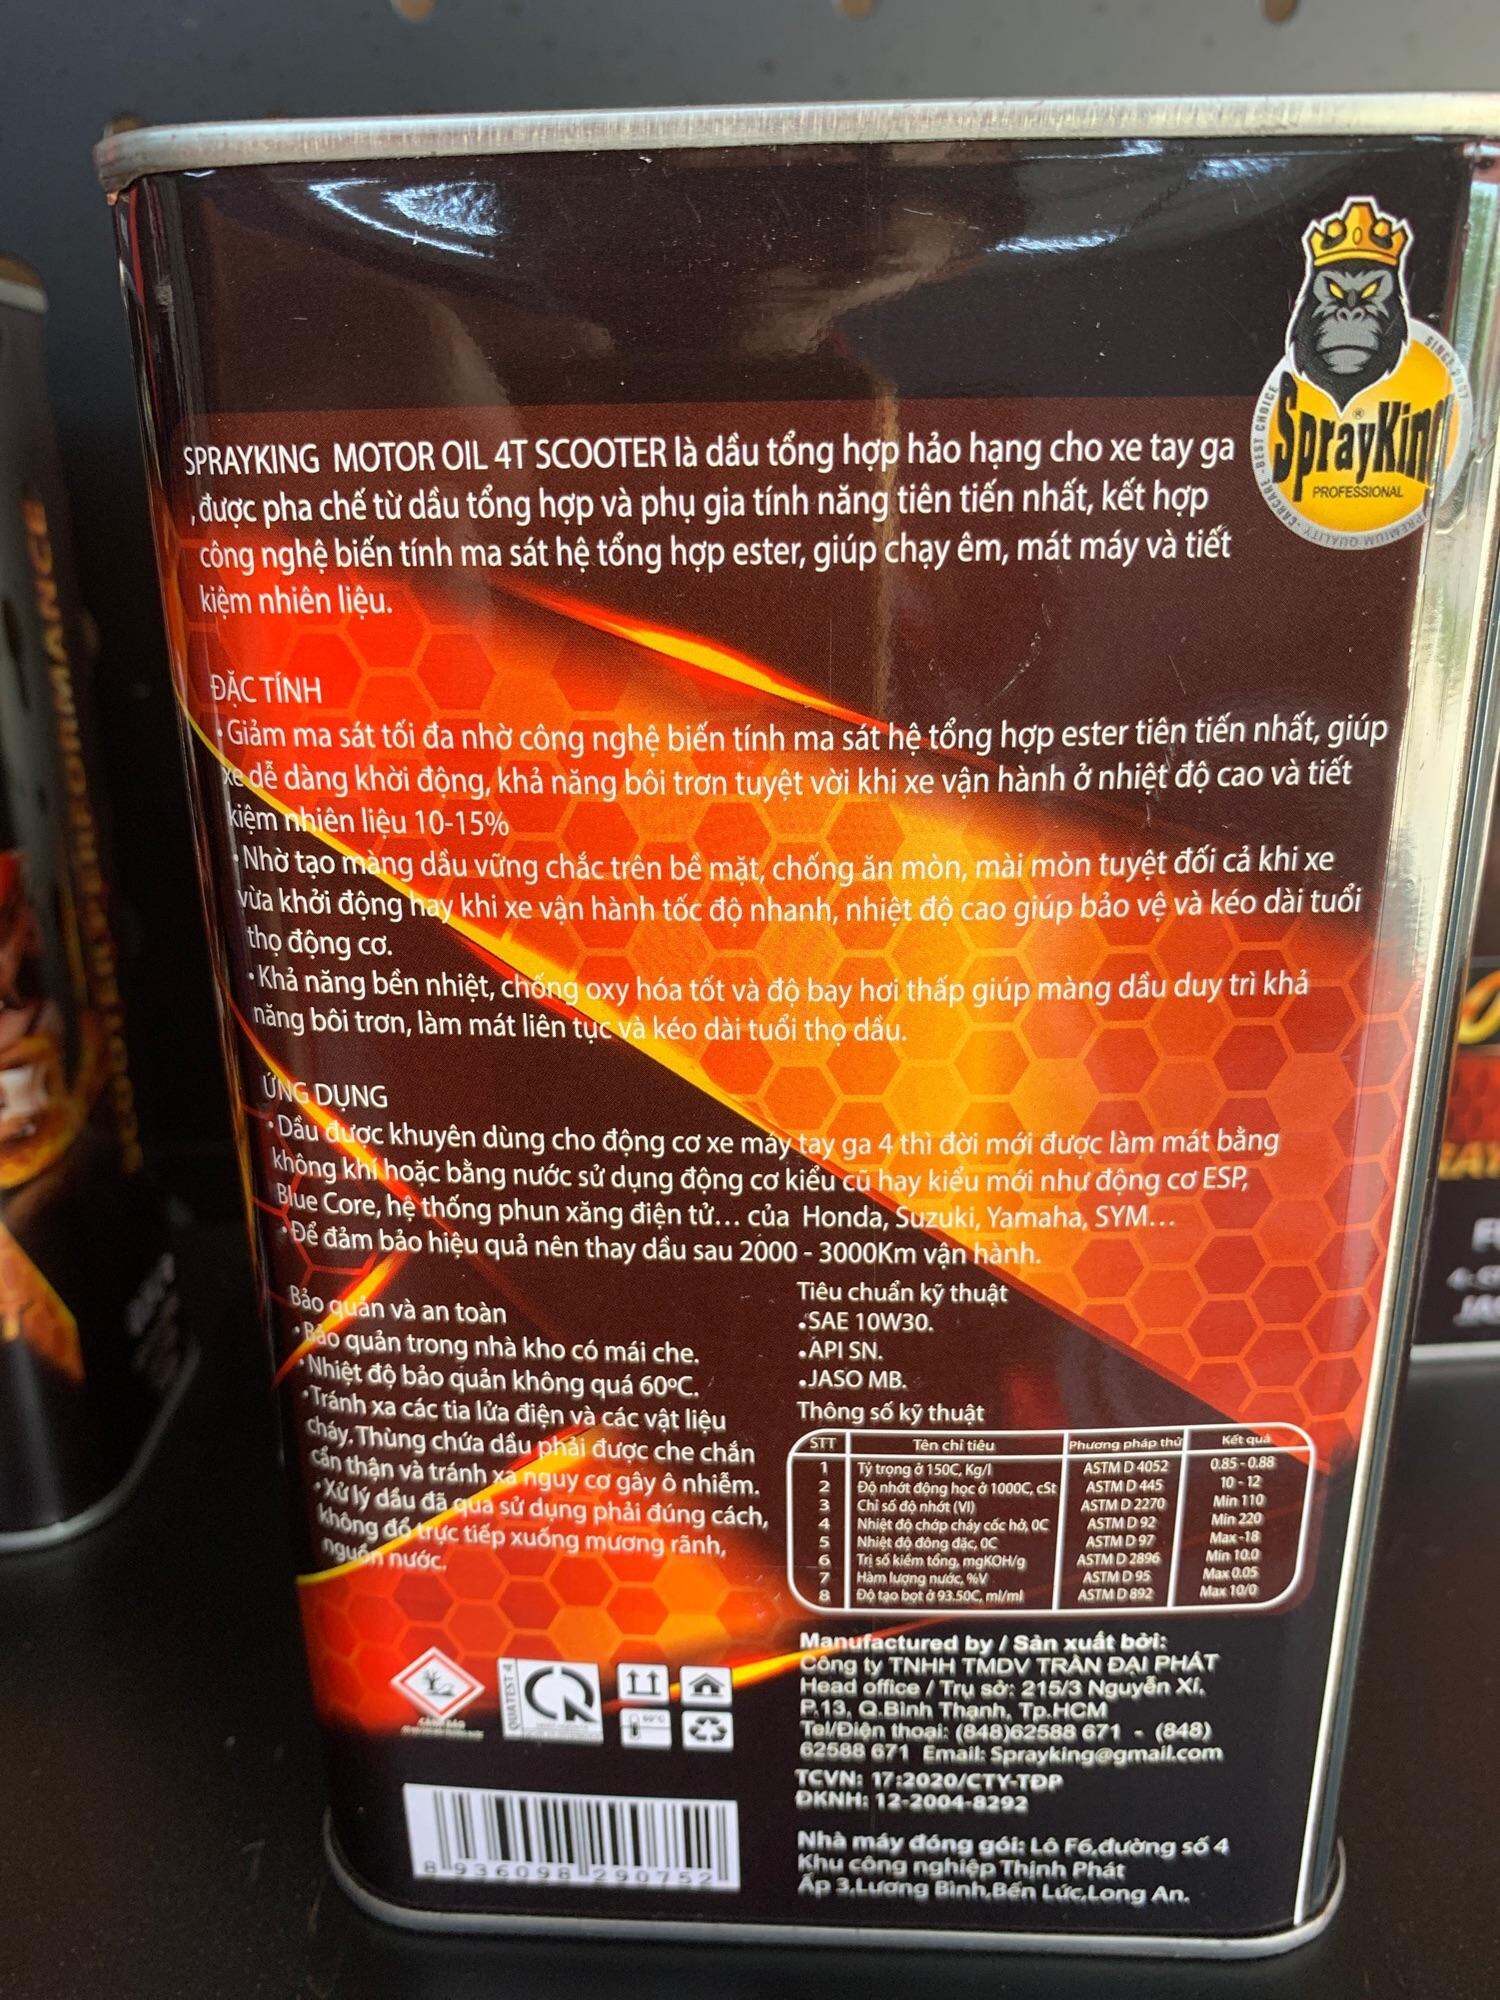 SprayKing
PROFESSIONAL
SPRAYKING MOTOR OIL 4T SCOOTER là dầu tổng hợp hảo hạng cho xe tay ga
,được pha chế từ dầu tổng hợp và phụ gia tính năng tiên tiến nhất, kết hợp
công nghệ biến tính ma sát hệ tổng hợp ester, giúp chạy êm, mát máy và tiết
kiệm nhiên liệu.
ĐẶC TÍNH
•Giảm ma sát tối đa nhờ công nghệ biến tính ma sát hệ tổng hợp ester tiên tiến nhất, giúp
xe dễ dàng khời động, khả năng bôi trơn tuyệt vời khi xe vận hành ở nhiệt độ cao và tiết
kiệm nhiên liệu 10-15%
•Nhờ tạo màng dầu vững chắc trên bề mặt, chống ăn mòn, mài mòn tuyệt đối cả khi xe
vừa khởi động hay khi xe vận hành tốc độ nhanh, nhiệt độ cao giúp bảo vệ và kéo dài tuổi
thọ động cơ.
•Khả năng bền nhiệt, chống oxy hóa tốt và độ bay hơi thấp giúp màng dầu duy trì khả
năng bôi trơn, làm mát liên tục và kéo dài tuổi thọ dầu.
ỨNG DỤNG
•Dầu được khuyên dùng cho động cơ xe máy tay ga 4 thì đời mới được làm mát bằng
không khí hoặc bằng nước sử dụng động cơ kiểu cũ hay kiểu mới như động cơ ESP,
Blue Core, hệ thống phun xăng điện tử... của Honda, Suzuki, Yamaha, SYM...
•Để đảm bảo hiệu quả nên thay dầu sau 2000 - 3000Km vận hành.
Bảo quản và an toàn
•Bảo quản trong nhà kho có mái che.
•Nhiệt độ bảo quản không quá 60ºC.
•Tránh xa các tia lửa điện và các vật liệu
cháy. Thùng chứa dầu phải được che chắn
cẩn thận và tránh xa nguy cơ gây ô nhiễm.
•Xử lý dầu đã qua sử dụng phải đúng cách,
không đổ trực tiếp xuống mương rãnh,
nguồn nước.
Tiêu chuẩn kỹ thuật
•SAE 10W30.
•API SN.
•JASO MB.
Thông số kỹ thuật
STT Tên chỉ tiêu Phương pháp thử Kết quả
1 Tỷ trọng ở 150C, Kg/l ASTM D 4052 0.85 - 0.88
2 Độ nhớt động học ở 1000C, cSt ASTM D 445 10 - 12
3 Chỉ số độ nhớt (VI) ASTM D 2270 Min 110
4 Nhiệt độ chớp cháy cốc hở, 0C ASTM D 92 Min 220
5 Nhiệt độ đông đặc, 0C ASTM D 97 Max -18
6 Trị số kiềm tổng, mgKOH/g ASTM D 2896 Min 10.0
7 Hàm lượng nước, %V ASTM D 95 Max 0.05
8 Độ tạo bọt ở 93.50C, ml/ml ASTM D 892 Max 10/0
QUATEST 4
Manufactured by / Sản xuất bởi:
Công ty TNHH TMDV TRẦN ĐẠI PHÁT
Head office / Trụ sở: 215/3 Nguyễn Xí,
P.13, Q.Bình Thạnh, Tp.HCM
Tel/Điện thoại: (848)62588 671 - (848)
62588 671 Email: Sprayking@gmail.com
TCVN: 17:2020/CTY-TĐP
ĐKNH: 12-2004-8292
Nhà máy đóng gói: Lô F6,đường số 4
Khu công nghiệp Thịnh Phát
Ấp 3,Lương Bình,Bến Lức,Long An.
8 936098 290752